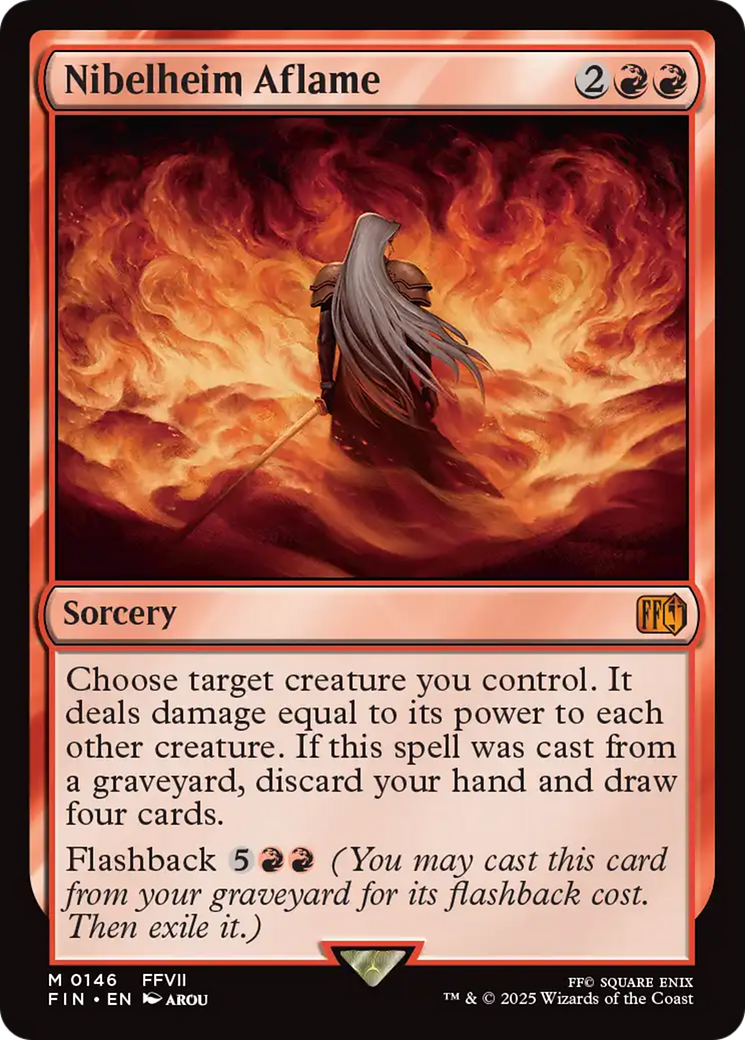 Nibelheim Aflame 2
FF
Sorcery
Choose target creature you control. It
deals damage equal to its power to each
other creature. If this spell was cast from
a graveyard, discard your hand and draw
four cards.
Flashback 5 (You may cast this card
from your graveyard for its flashback cost.
Then exile it.)
M 0146 FFVII
FIN • EN AROU
FF© SQUARE ENIX
™ & © 2025 Wizards of the Coast